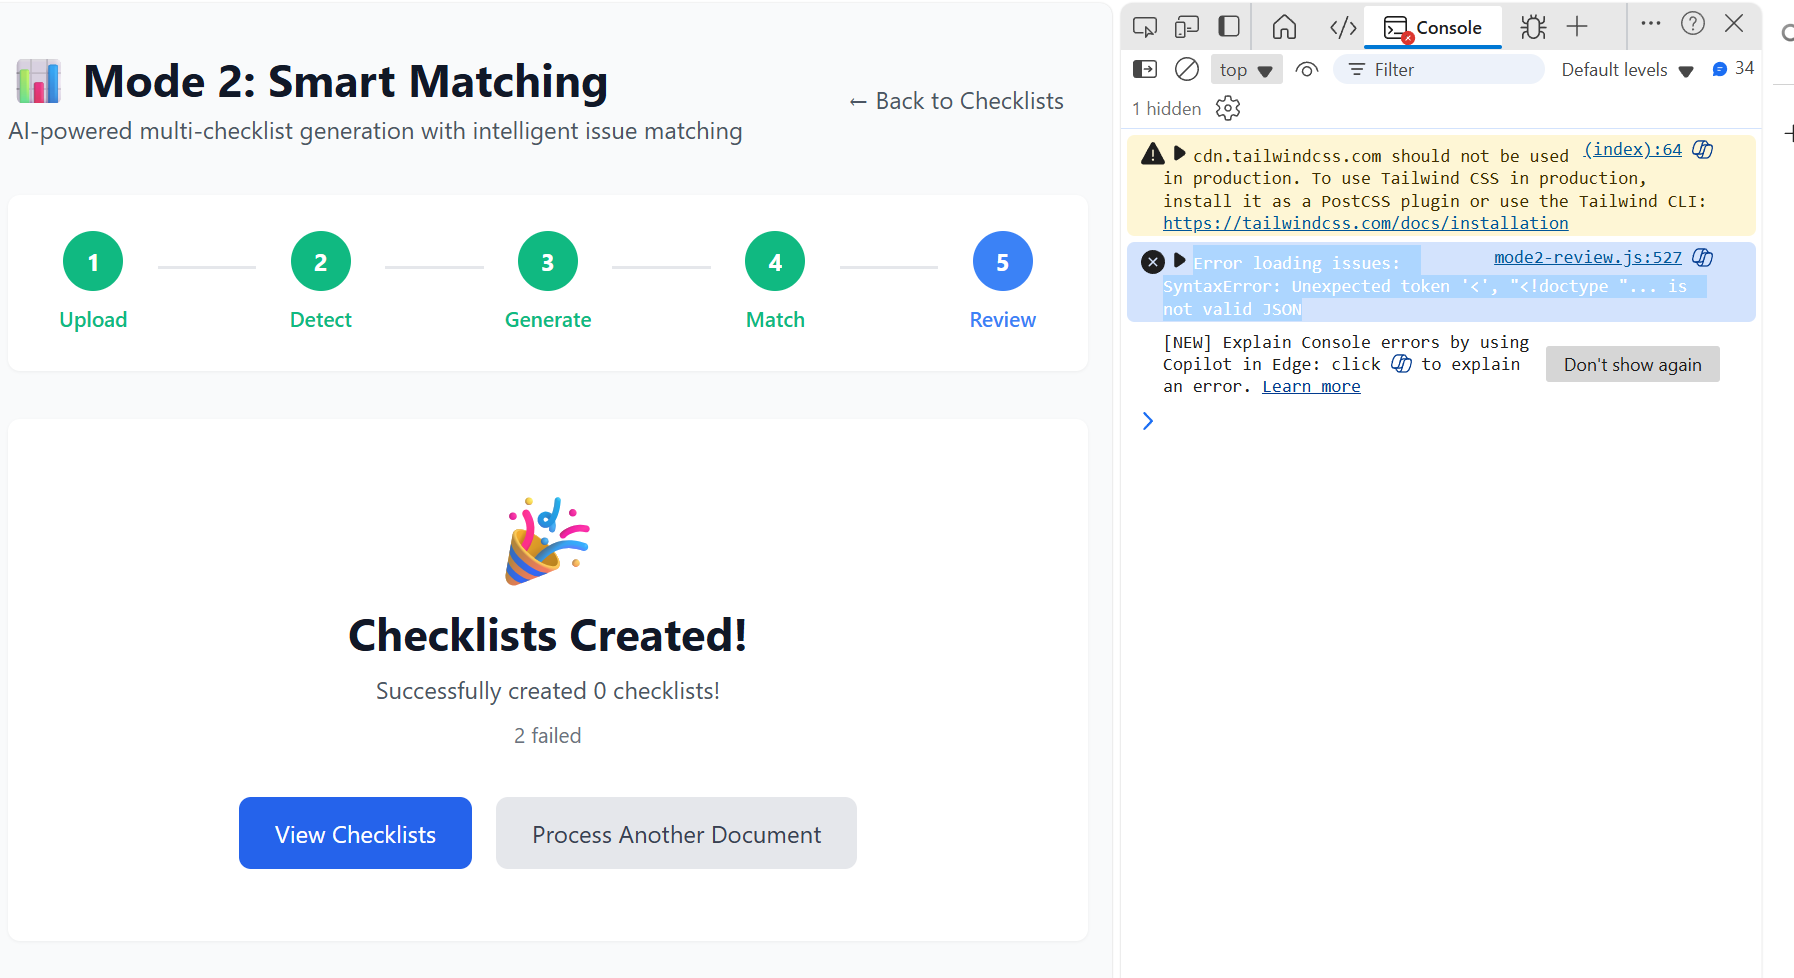 Mode 2: Smart Matching
AI-powered multi-checklist generation with intelligent issue matching
← Back to Checklists
1
2
3
4
5
Upload
Detect
Generate
Match
Review
Checklists Created!
Successfully created 0 checklists!
2 failed
View Checklists
Process Another Document
Console
top
Filter
Default levels
34
1 hidden
cdn.tailwindcss.com should not be used (index):64
in production. To use Tailwind CSS in production,
install it as a PostCSS plugin or use the Tailwind CLI:
https://tailwindcss.com/docs/installation
Error loading issues: mode2-review.js:527
SyntaxError: Unexpected token '<', "<!doctype "... is
not valid JSON
[NEW] Explain Console errors by using
Copilot in Edge: click to explain
an error. Learn more
Don't show again